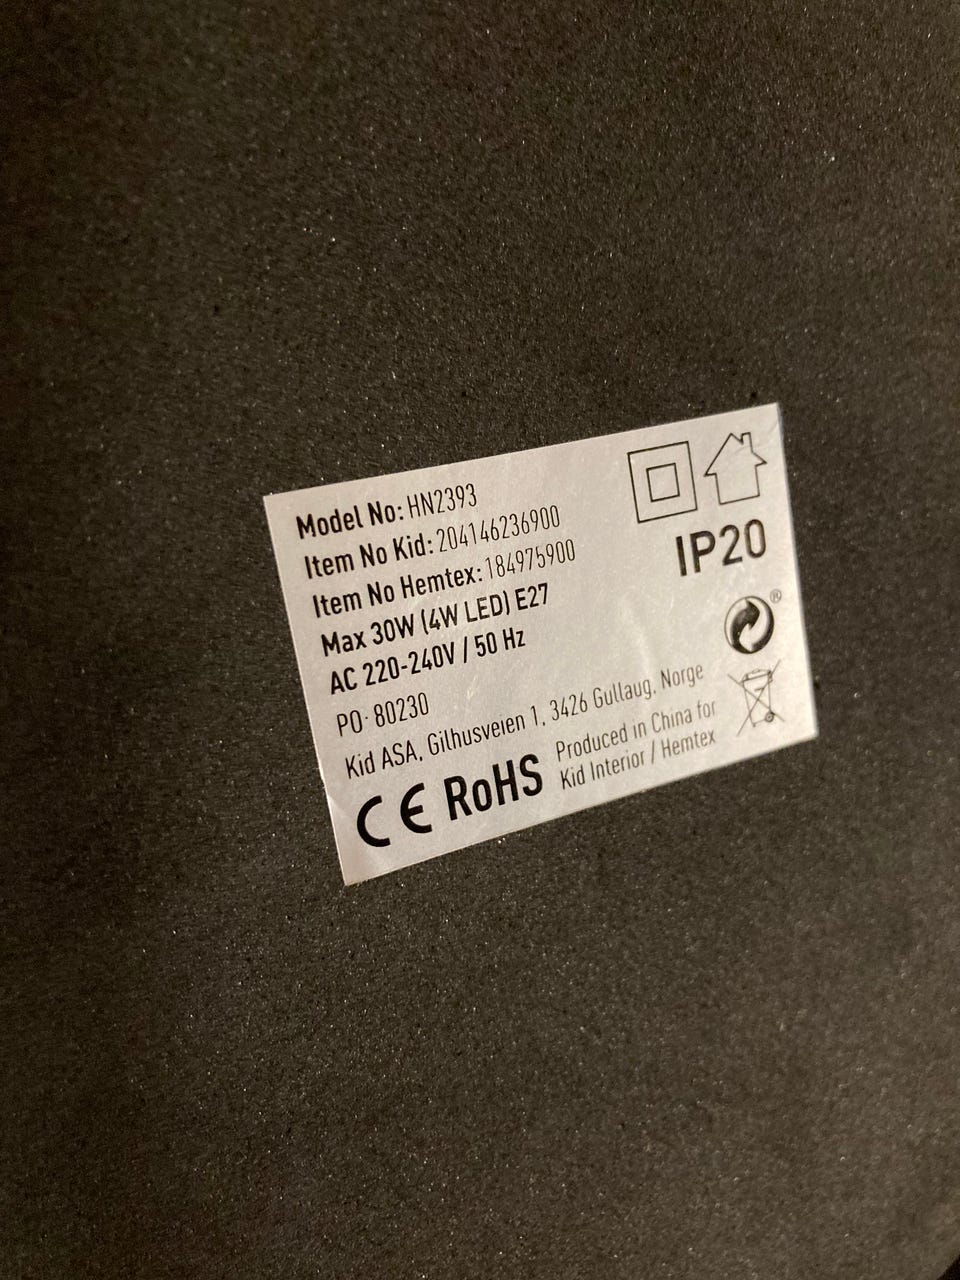 Model No: HN2393
Item No Kid: 204146236900
Item No Hemtex: 184975900
Max 30W (4W LED) E27
AC 220-240V / 50 Hz
PO: 80230
Kid ASA, Gilhusveien 1, 3426 Gullaug, Norge
CE RoHS
Produced in China for
Kid Interior / Hemtex
IP20
®